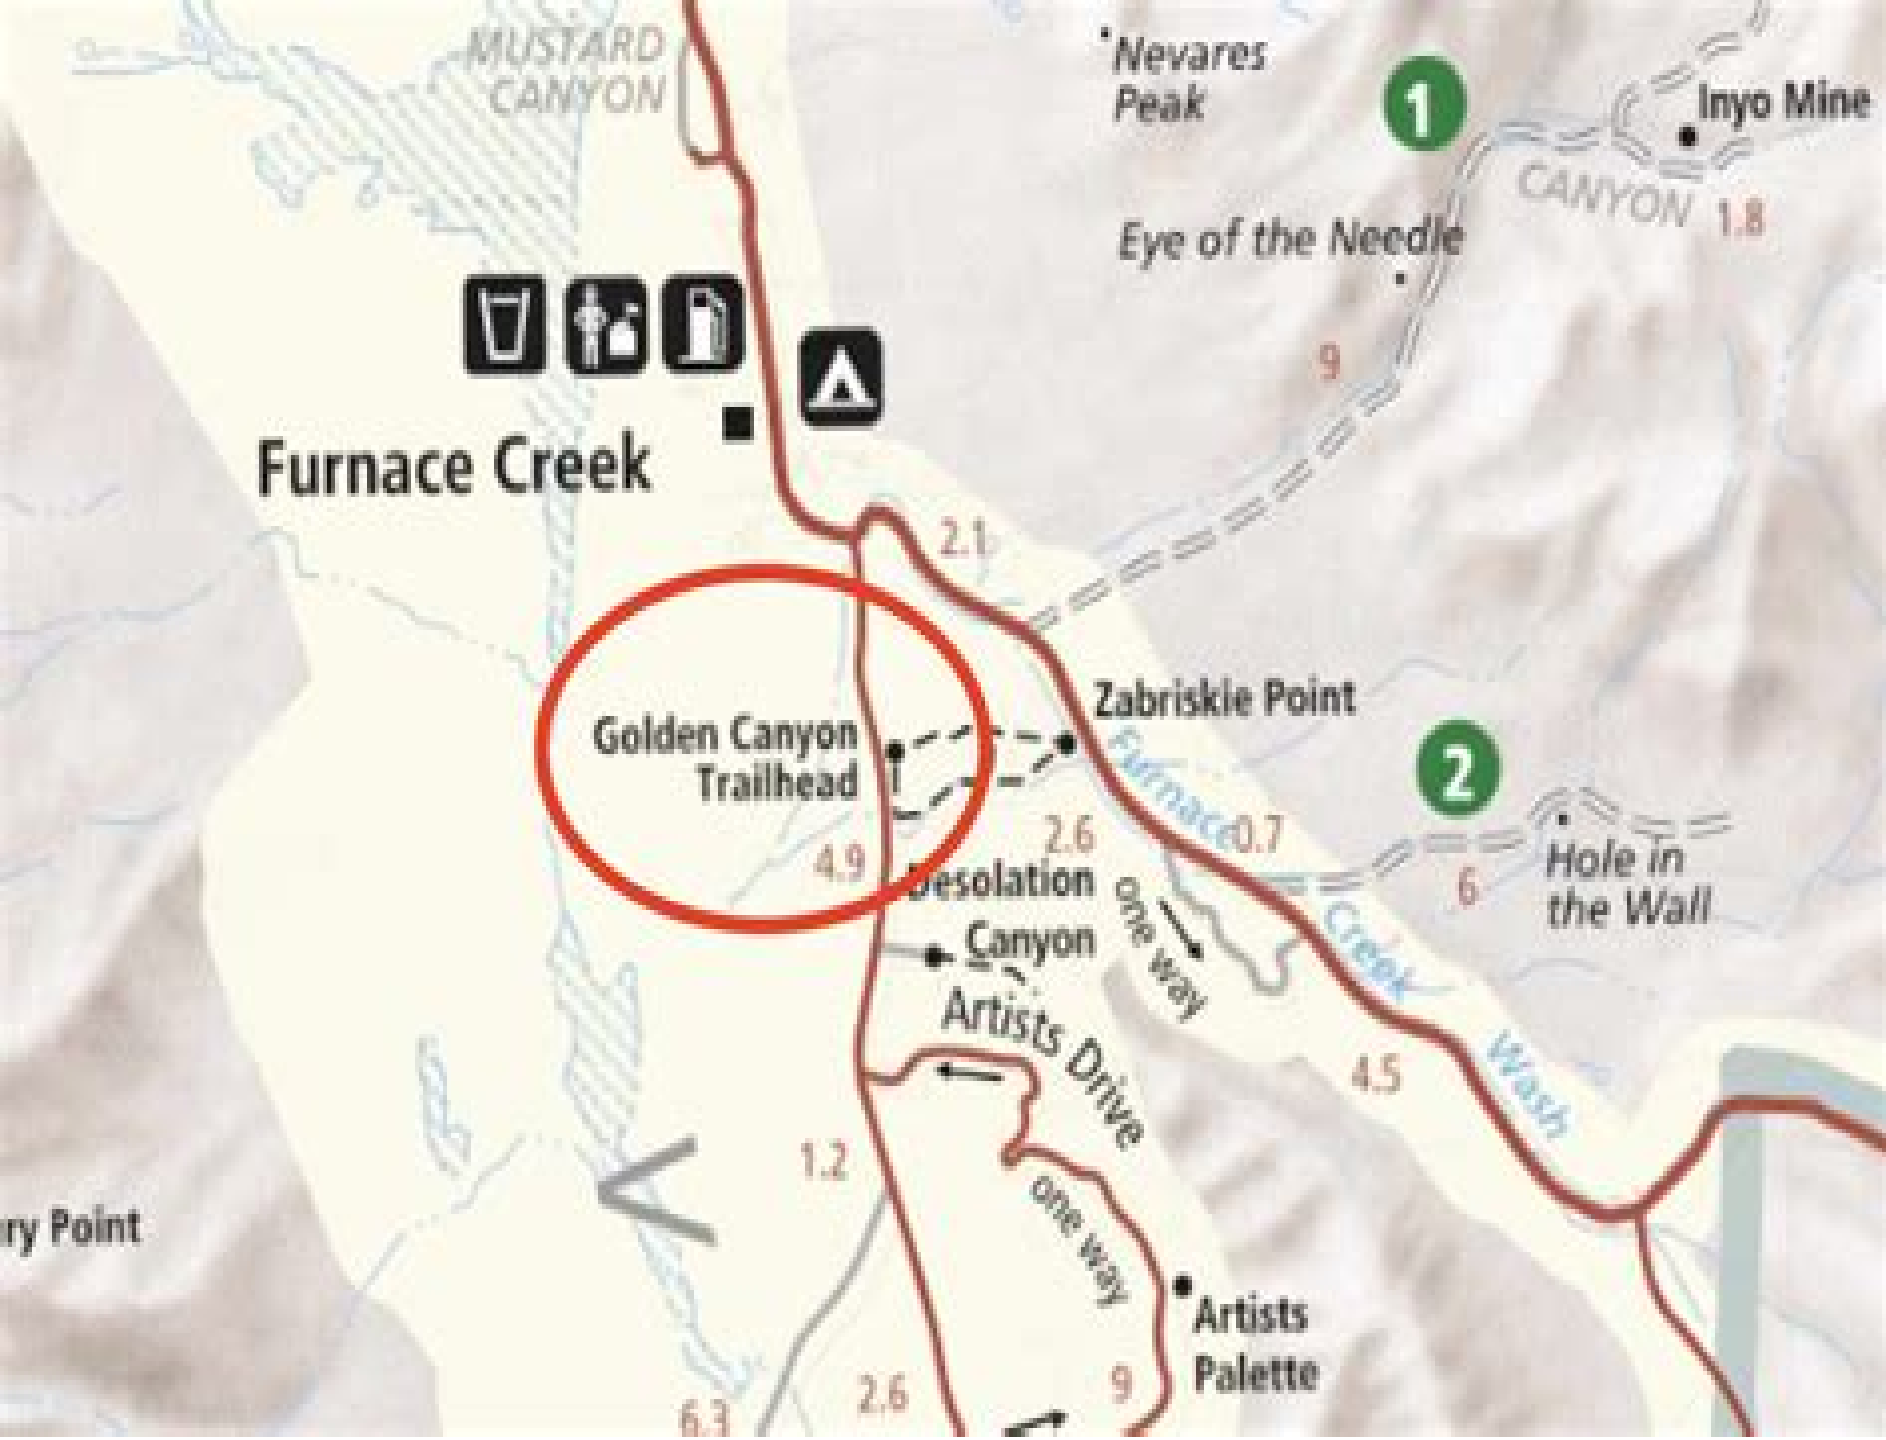 MUSTARD
CANYON
Nevares
Peak
1
Inyo Mine
CANYON
1.8
Eye of the Needle
9
Furnace Creek
2.1
Golden Canyon
Trailhead
Zabriskie Point
Furnace Creek Wash
2
0.7
2.6
4.9
6
Hole in
the Wall
Desolation
Canyon
one way
Artists Drive
4.5
1.2
one way
ry Point
Artists
Palette
9
2.6
6.3